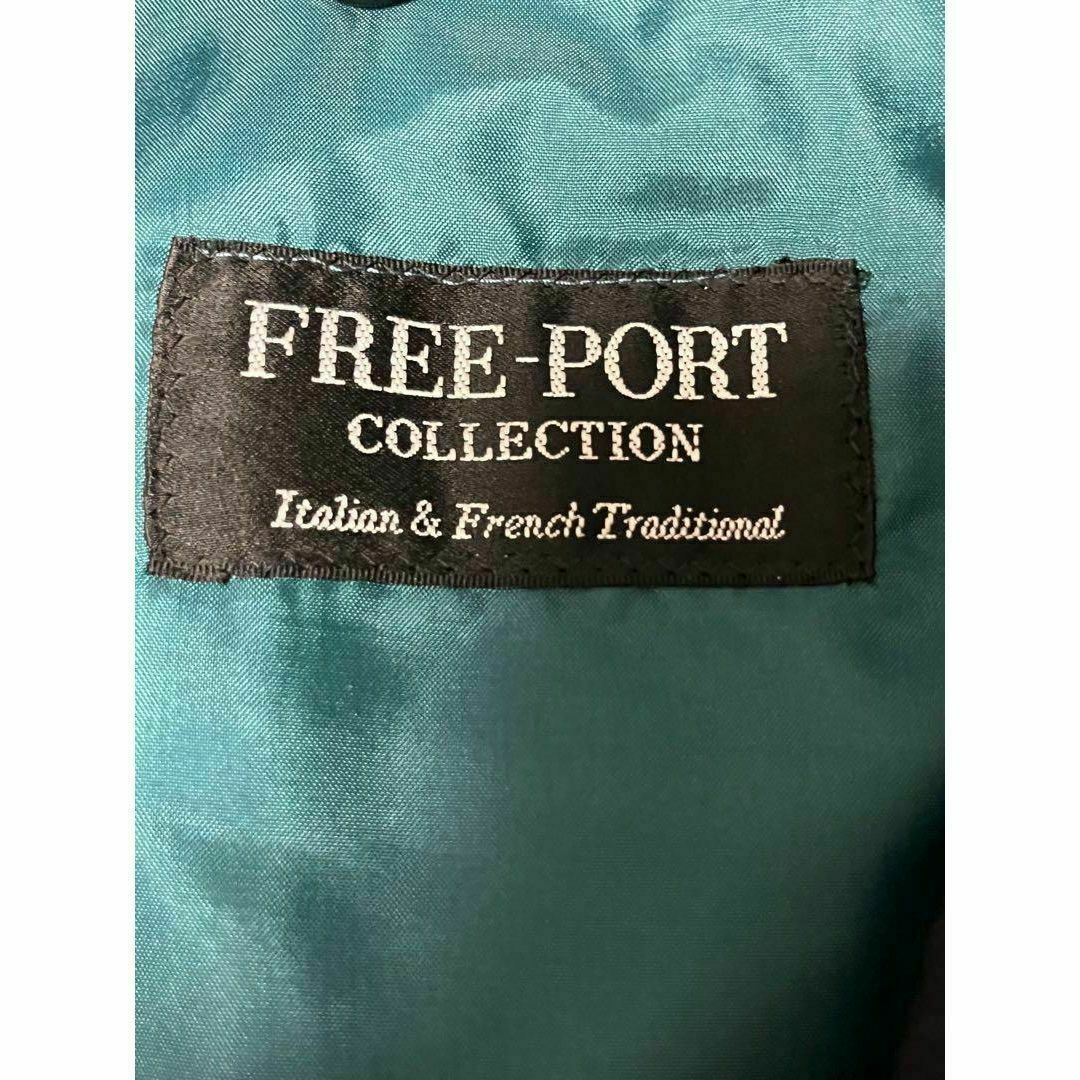 FREE-PORT
COLLECTION
Italian & French Traditional